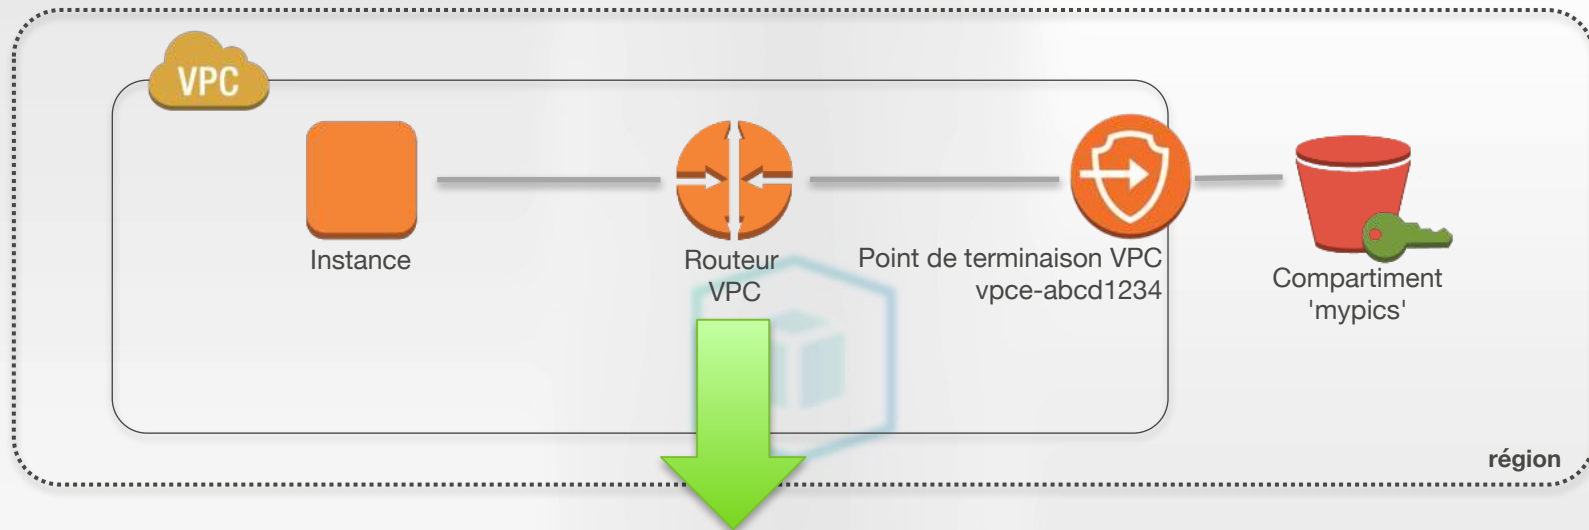 VPC
Instance
Routeur
VPC
Point de terminaison VPC
vpce-abcd1234
Compartiment
'mypics'
région